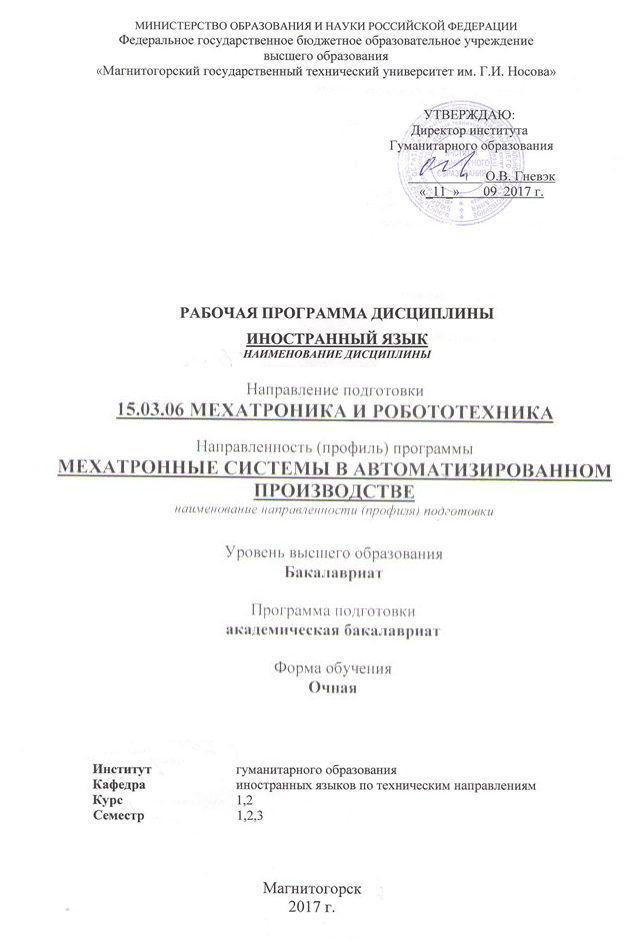 МИНИСТЕРСТВО ОБРАЗОВАНИЯ И НАУКИ РОССИЙСКОЙ ФЕДЕРАЦИИ
Федеральное государственное бюджетное образовательное учреждение
высшего образования
«Магнитогорский государственный технический университет им. Г.И. Носова»
УТВЕРЖДАЮ:
Директор института
Гуманитарного образования
О.В. Гневэк
«_11_»___09_2017 г.
РАБОЧАЯ ПРОГРАММА ДИСЦИПЛИНЫ
ИНОСТРАННЫЙ ЯЗЫК
НАИМЕНОВАНИЕ ДИСЦИПЛИНЫ
Направление подготовки
15.03.06 МЕХАТРОНИКА И РОБОТОТЕХНИКА
Направленность (профиль) программы
МЕХАТРОННЫЕ СИСТЕМЫ В АВТОМАТИЗИРОВАННОМ
ПРОИЗВОДСТВЕ
наименование направленности (профиля) подготовки
Уровень высшего образования
Бакалавриат
Программа подготовки
академическая бакалавриат
Форма обучения
Очная
Институт гуманитарного образования
Кафедра иностранных языков по техническим направлениям
Курс 1,2
Семестр 1,2,3
Магнитогорск
2017 г.